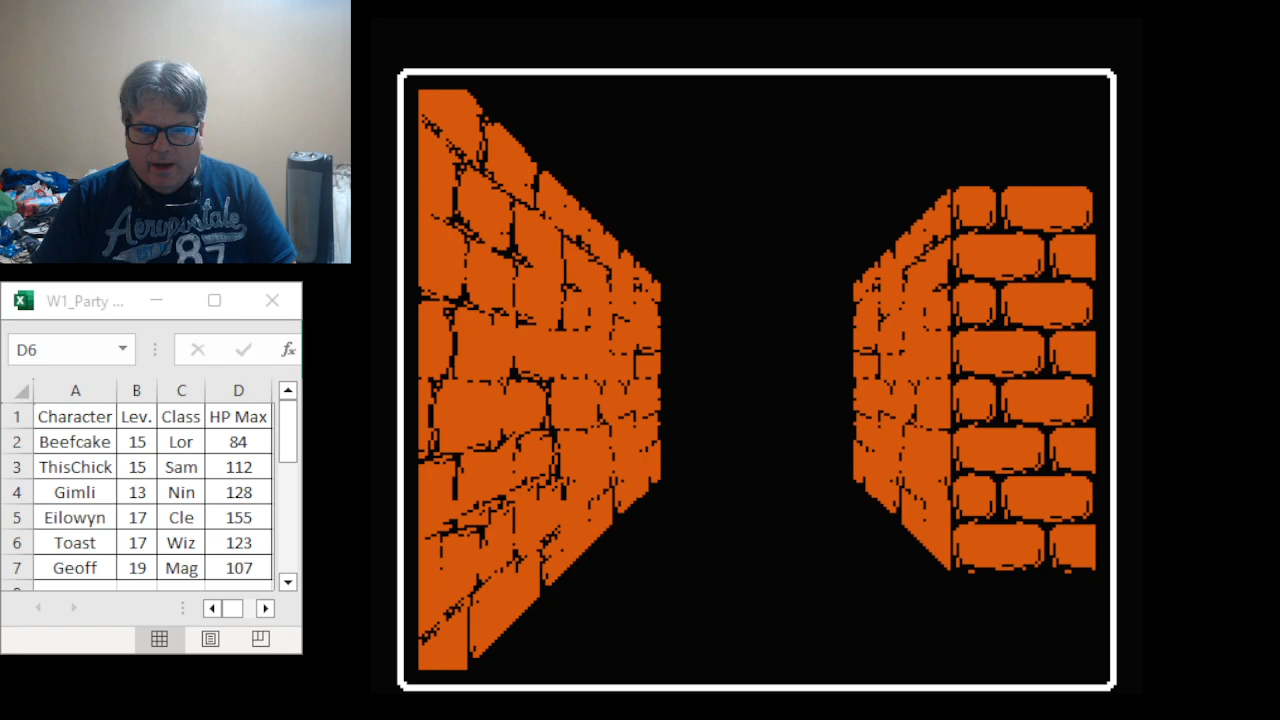 Aeropostale
87
W1_Party ...
D6
fx
A B C D
1 Character Lev. Class HP Max
2 Beefcake 15 Lor 84
3 ThisChick 15 Sam 112
4 Gimli 13 Nin 128
5 Eilowyn 17 Cle 155
6 Toast 17 Wiz 123
7 Geoff 19 Mag 107